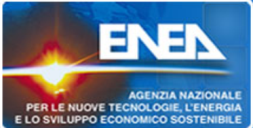 ENEA
AGENZIA NAZIONALE
PER LE NUOVE TECNOLOGIE, L'ENERGIA
E LO SVILUPPO ECONOMICO SOSTENIBILE